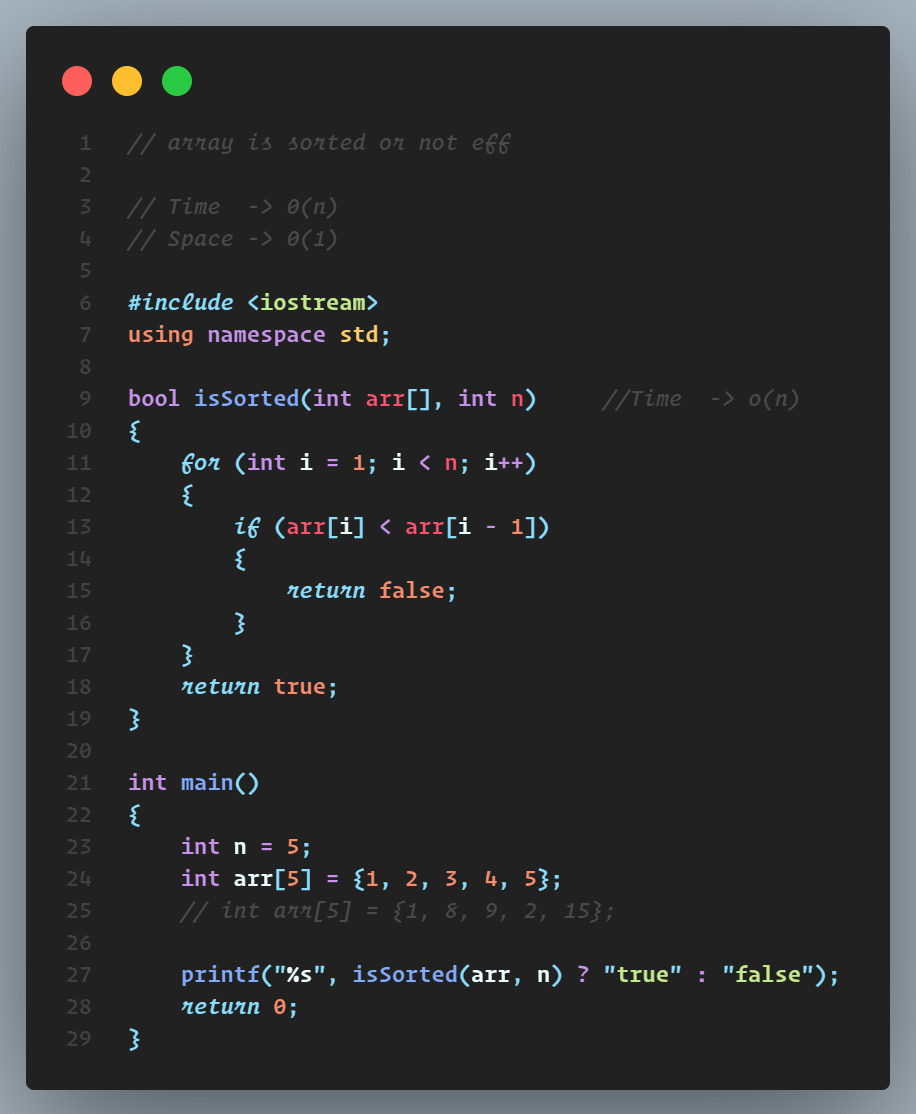 1 // array is sorted or not eff
2
3 // Time  -> O(n)
4 // Space -> O(1)
5
6 #include <iostream>
7 using namespace std;
8
9 bool isSorted(int arr[], int n)     //Time  -> o(n)
10 {
11     for (int i = 1; i < n; i++)
12     {
13         if (arr[i] < arr[i - 1])
14         {
15             return false;
16         }
17     }
18     return true;
19 }
20
21 int main()
22 {
23     int n = 5;
24     int arr[5] = {1, 2, 3, 4, 5};
25     // int arr[5] = {1, 8, 9, 2, 15};
26
27     printf("%s", isSorted(arr, n) ? "true" : "false");
28     return 0;
29 }